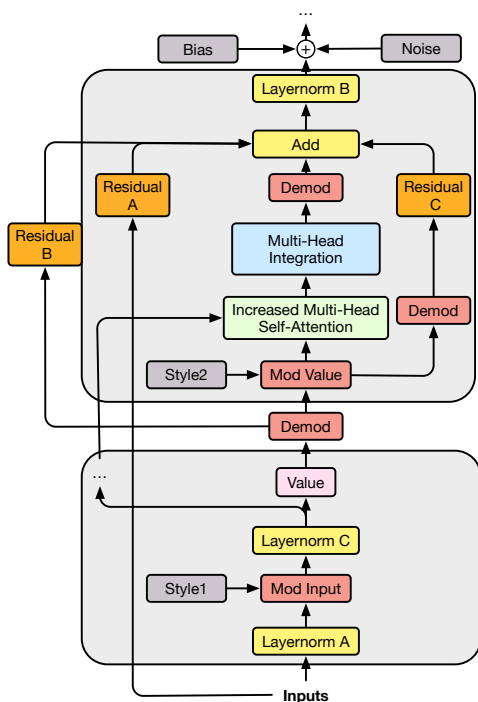 ...
Bias
Noise
+
Layernorm B
Add
Residual
A
Demod
Residual
C
Residual
B
Multi-Head
Integration
Increased Multi-Head
Self-Attention
Demod
Style2
Mod Value
Demod
...
Value
Layernorm C
Style1
Mod Input
Layernorm A
Inputs